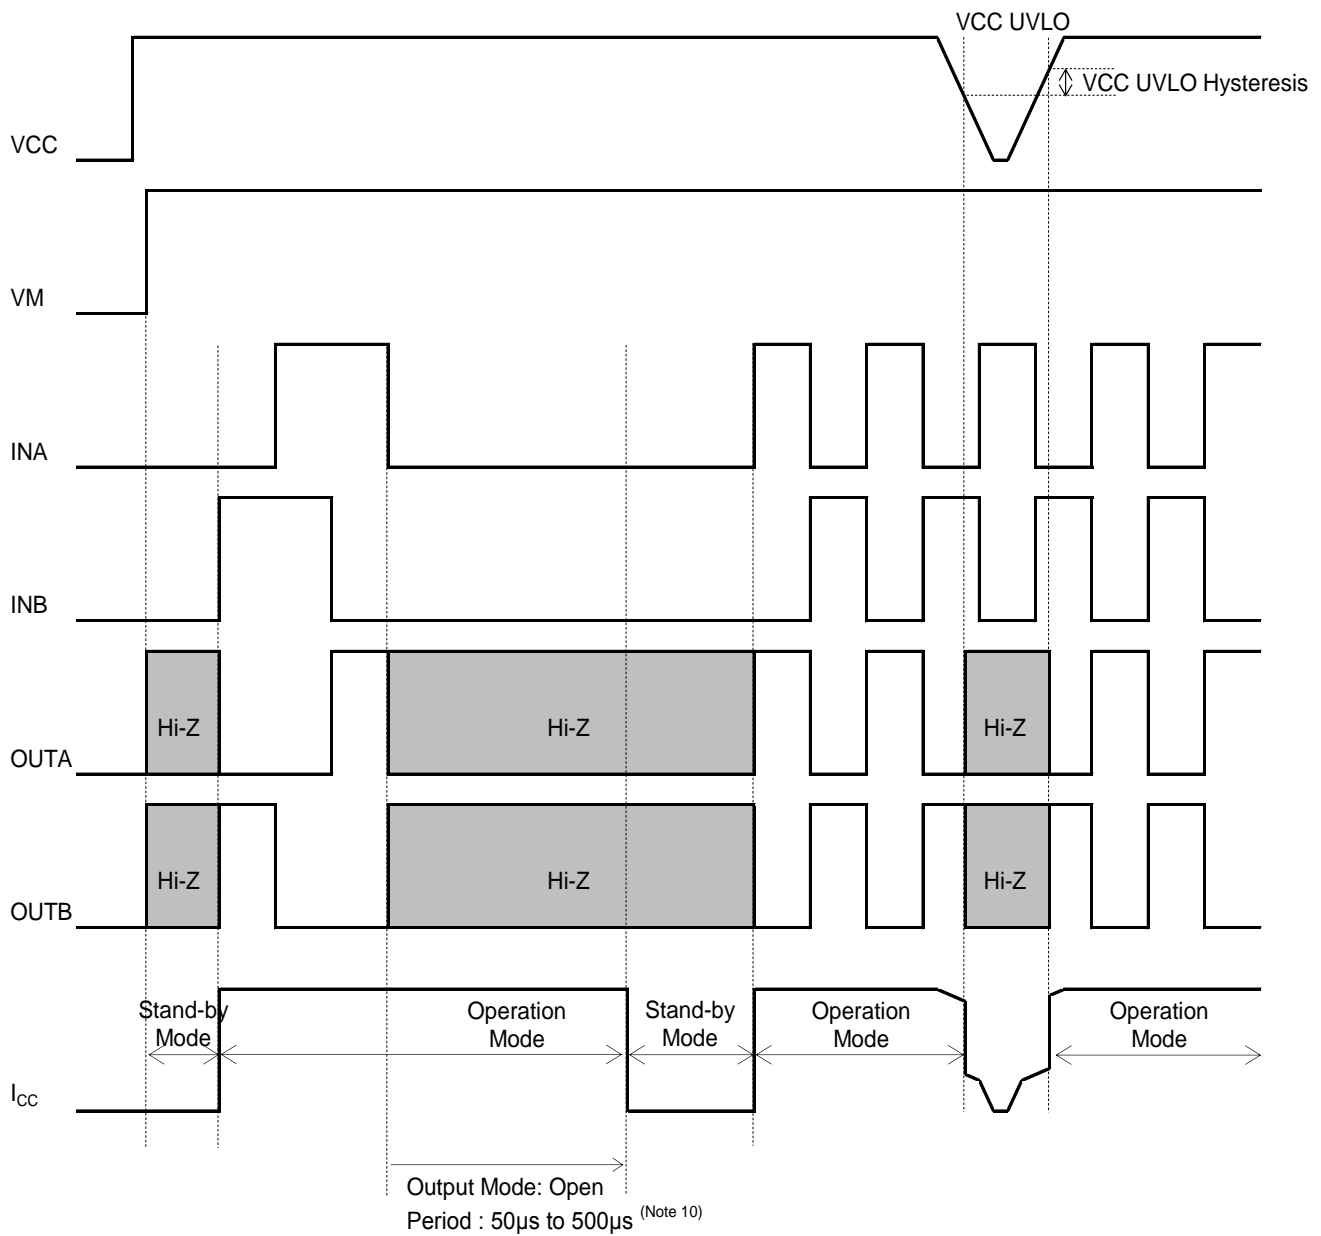 VCC UVLO
VCC UVLO Hysteresis
VCC
VM
INA
INB
Hi-Z
Hi-Z
Hi-Z
OUTA
Hi-Z
Hi-Z
Hi-Z
OUTB
Stand-by
Mode
Operation
Mode
Stand-by
Mode
Operation
Mode
Operation
Mode
ICC
Output Mode: Open
Period : 50µs to 500µs (Note 10)